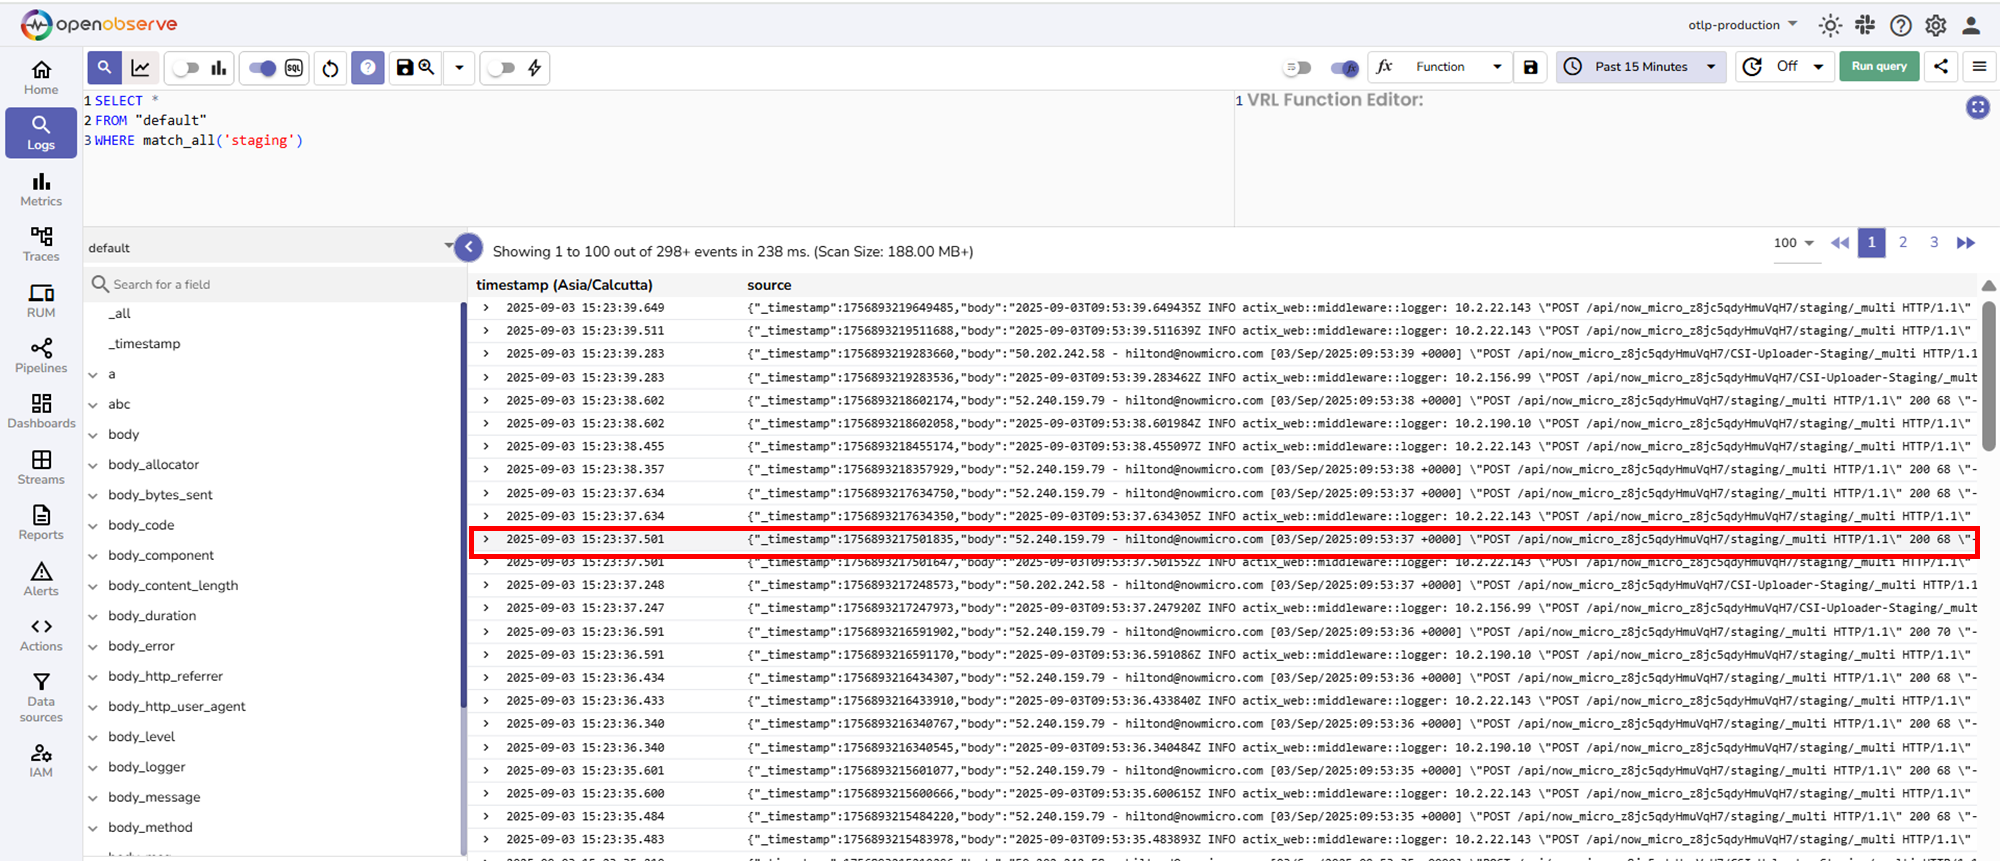 openobserve
otlp-production
Home
Logs
Metrics
Traces
RUM
Pipelines
Dashboards
Streams
Reports
Alerts
Actions
Data
sources
IAM
SQL
fx
fx Function
Past 15 Minutes
Off
Run query
1 SELECT *
2 FROM "default"
3 WHERE match_all('staging')
1 VRL Function Editor:
default
Search for a field
_all
_timestamp
a
abc
body
body_allocator
body_bytes_sent
body_code
body_component
body_content_length
body_duration
body_error
body_http_referrer
body_http_user_agent
body_level
body_logger
body_message
body_method
Showing 1 to 100 out of 298+ events in 238 ms. (Scan Size: 188.00 MB+)
100 1 2 3
timestamp (Asia/Calcutta) source
2025-09-03 15:23:39.649 {"_timestamp":1756893219649485,"body":"2025-09-03T09:53:39.649435Z INFO actix_web::middleware::logger: 10.2.22.143 \"POST /api/now_micro_z8jc5qdyHmuVqH7/staging/_multi HTTP/1.1\"
2025-09-03 15:23:39.511 {"_timestamp":1756893219511688,"body":"2025-09-03T09:53:39.511639Z INFO actix_web::middleware::logger: 10.2.22.143 \"POST /api/now_micro_z8jc5qdyHmuVqH7/staging/_multi HTTP/1.1\"
2025-09-03 15:23:39.283 {"_timestamp":1756893219283660,"body":"50.202.242.58 - hiltond@nowmicro.com [03/Sep/2025:09:53:39 +0000] \"POST /api/now_micro_z8jc5qdyHmuVqH7/CSI-Uploader-Staging/_multi HTTP/1.1
2025-09-03 15:23:39.283 {"_timestamp":1756893219283536,"body":"2025-09-03T09:53:39.283462Z INFO actix_web::middleware::logger: 10.2.156.99 \"POST /api/now_micro_z8jc5qdyHmuVqH7/CSI-Uploader-Staging/_mult
2025-09-03 15:23:38.602 {"_timestamp":1756893218602174,"body":"52.240.159.79 - hiltond@nowmicro.com [03/Sep/2025:09:53:38 +0000] \"POST /api/now_micro_z8jc5qdyHmuVqH7/staging/_multi HTTP/1.1\" 200 68 \"-
2025-09-03 15:23:38.602 {"_timestamp":1756893218602058,"body":"2025-09-03T09:53:38.601984Z INFO actix_web::middleware::logger: 10.2.190.10 \"POST /api/now_micro_z8jc5qdyHmuVqH7/staging/_multi HTTP/1.1\"
2025-09-03 15:23:38.455 {"_timestamp":1756893218455174,"body":"2025-09-03T09:53:38.455097Z INFO actix_web::middleware::logger: 10.2.22.143 \"POST /api/now_micro_z8jc5qdyHmuVqH7/staging/_multi HTTP/1.1\"
2025-09-03 15:23:38.357 {"_timestamp":1756893218357929,"body":"52.240.159.79 - hiltond@nowmicro.com [03/Sep/2025:09:53:38 +0000] \"POST /api/now_micro_z8jc5qdyHmuVqH7/staging/_multi HTTP/1.1\" 200 68 \"-
2025-09-03 15:23:37.634 {"_timestamp":1756893217634750,"body":"52.240.159.79 - hiltond@nowmicro.com [03/Sep/2025:09:53:37 +0000] \"POST /api/now_micro_z8jc5qdyHmuVqH7/staging/_multi HTTP/1.1\" 200 68 \"-
2025-09-03 15:23:37.634 {"_timestamp":1756893217634350,"body":"2025-09-03T09:53:37.634305Z INFO actix_web::middleware::logger: 10.2.22.143 \"POST /api/now_micro_z8jc5qdyHmuVqH7/staging/_multi HTTP/1.1\"
2025-09-03 15:23:37.501 {"_timestamp":1756893217501835,"body":"52.240.159.79 - hiltond@nowmicro.com [03/Sep/2025:09:53:37 +0000] \"POST /api/now_micro_z8jc5qdyHmuVqH7/staging/_multi HTTP/1.1\" 200 68 \"-
2025-09-03 15:23:37.501 {"_timestamp":1756893217501647,"body":"2025-09-03T09:53:37.501552Z INFO actix_web::middleware::logger: 10.2.22.143 \"POST /api/now_micro_z8jc5qdyHmuVqH7/staging/_multi HTTP/1.1\"
2025-09-03 15:23:37.248 {"_timestamp":1756893217248573,"body":"50.202.242.58 - hiltond@nowmicro.com [03/Sep/2025:09:53:37 +0000] \"POST /api/now_micro_z8jc5qdyHmuVqH7/CSI-Uploader-Staging/_multi HTTP/1.1
2025-09-03 15:23:37.247 {"_timestamp":1756893217247973,"body":"2025-09-03T09:53:37.247920Z INFO actix_web::middleware::logger: 10.2.156.99 \"POST /api/now_micro_z8jc5qdyHmuVqH7/CSI-Uploader-Staging/_mult
2025-09-03 15:23:36.591 {"_timestamp":1756893216591902,"body":"52.240.159.79 - hiltond@nowmicro.com [03/Sep/2025:09:53:36 +0000] \"POST /api/now_micro_z8jc5qdyHmuVqH7/staging/_multi HTTP/1.1\" 200 70 \"-
2025-09-03 15:23:36.591 {"_timestamp":1756893216591170,"body":"2025-09-03T09:53:36.591086Z INFO actix_web::middleware::logger: 10.2.190.10 \"POST /api/now_micro_z8jc5qdyHmuVqH7/staging/_multi HTTP/1.1\"
2025-09-03 15:23:36.434 {"_timestamp":1756893216434307,"body":"52.240.159.79 - hiltond@nowmicro.com [03/Sep/2025:09:53:36 +0000] \"POST /api/now_micro_z8jc5qdyHmuVqH7/staging/_multi HTTP/1.1\" 200 68 \"-
2025-09-03 15:23:36.433 {"_timestamp":1756893216433910,"body":"2025-09-03T09:53:36.433840Z INFO actix_web::middleware::logger: 10.2.22.143 \"POST /api/now_micro_z8jc5qdyHmuVqH7/staging/_multi HTTP/1.1\"
2025-09-03 15:23:36.340 {"_timestamp":1756893216340767,"body":"52.240.159.79 - hiltond@nowmicro.com [03/Sep/2025:09:53:36 +0000] \"POST /api/now_micro_z8jc5qdyHmuVqH7/staging/_multi HTTP/1.1\" 200 68 \"-
2025-09-03 15:23:36.340 {"_timestamp":1756893216340545,"body":"2025-09-03T09:53:36.340484Z INFO actix_web::middleware::logger: 10.2.190.10 \"POST /api/now_micro_z8jc5qdyHmuVqH7/staging/_multi HTTP/1.1\"
2025-09-03 15:23:35.601 {"_timestamp":1756893215601077,"body":"52.240.159.79 - hiltond@nowmicro.com [03/Sep/2025:09:53:35 +0000] \"POST /api/now_micro_z8jc5qdyHmuVqH7/staging/_multi HTTP/1.1\" 200 68 \"-
2025-09-03 15:23:35.600 {"_timestamp":1756893215600666,"body":"2025-09-03T09:53:35.600615Z INFO actix_web::middleware::logger: 10.2.22.143 \"POST /api/now_micro_z8jc5qdyHmuVqH7/staging/_multi HTTP/1.1\"
2025-09-03 15:23:35.484 {"_timestamp":1756893215484220,"body":"52.240.159.79 - hiltond@nowmicro.com [03/Sep/2025:09:53:35 +0000] \"POST /api/now_micro_z8jc5qdyHmuVqH7/staging/_multi HTTP/1.1\" 200 68 \"-
2025-09-03 15:23:35.483 {"_timestamp":1756893215483978,"body":"2025-09-03T09:53:35.483893Z INFO actix_web::middleware::logger: 10.2.22.143 \"POST /api/now_micro_z8jc5qdyHmuVqH7/staging/_multi HTTP/1.1\"